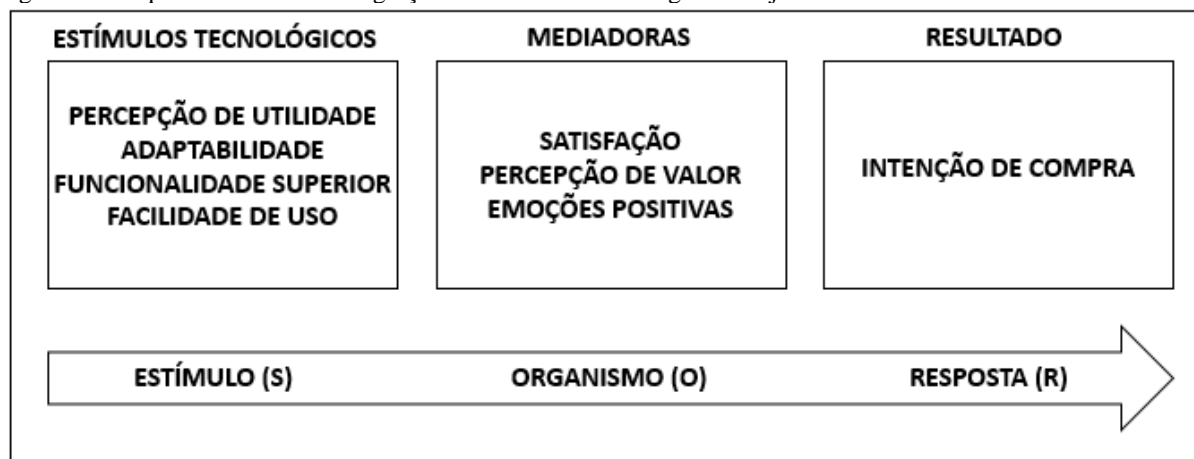 ESTÍMULOS TECNOLÓGICOS
MEDIADORAS
RESULTADO
PERCEPÇÃO DE UTILIDADE
ADAPTABILIDADE
FUNCIONALIDADE SUPERIOR
FACILIDADE DE USO
SATISFAÇÃO
PERCEPÇÃO DE VALOR
EMOÇÕES POSITIVAS
INTENÇÃO DE COMPRA
ESTÍMULO (S)
ORGANISMO (O)
RESPOSTA (R)